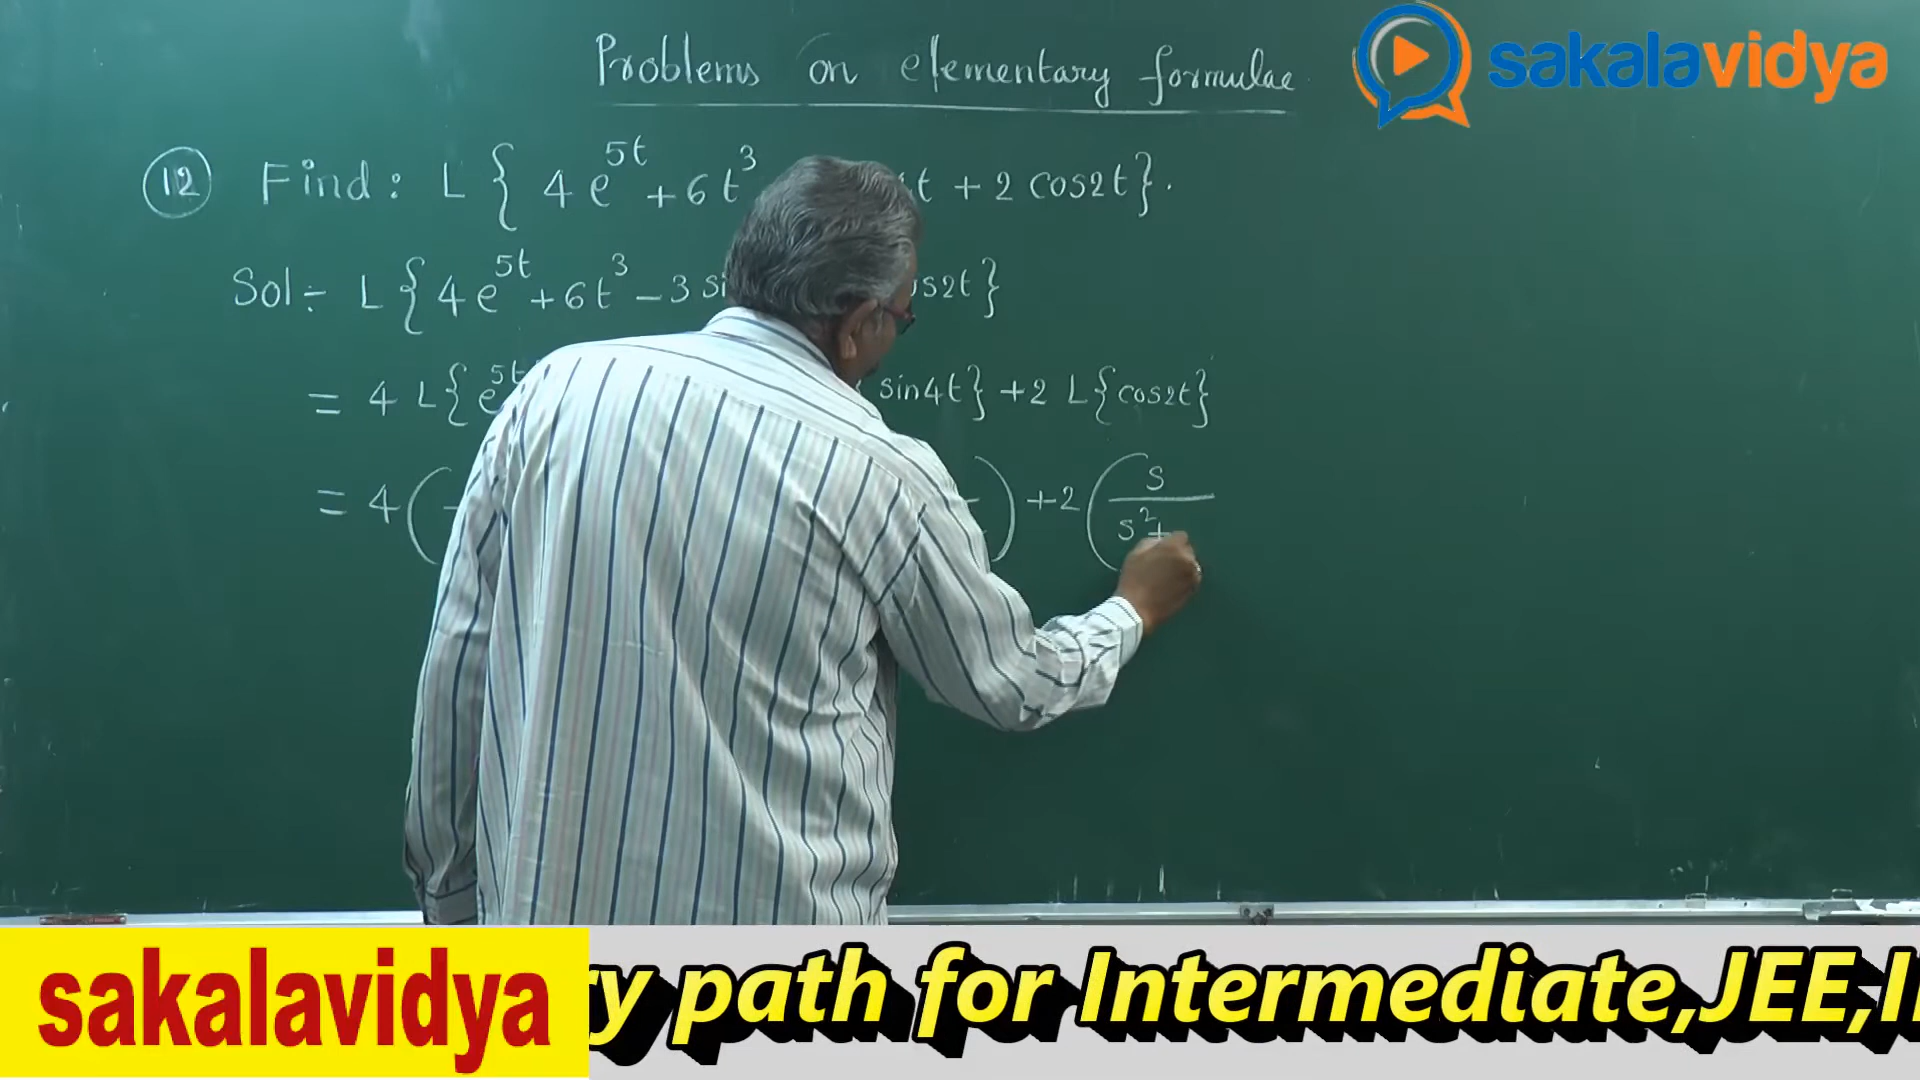 Problems on elementary formulae
sakalavidya
12 Find: L { 4 e^5t + 6 t^3 t + 2 cos2t}.
Sol÷ L { 4 e^5t + 6 t^3 - 3 s2t }
= 4 L{ e^5t sin4t} + 2 L{cos2t}
= 4 ( ) + 2 ( s
s^2 +
sakalavidya path for Intermediate,JEE,